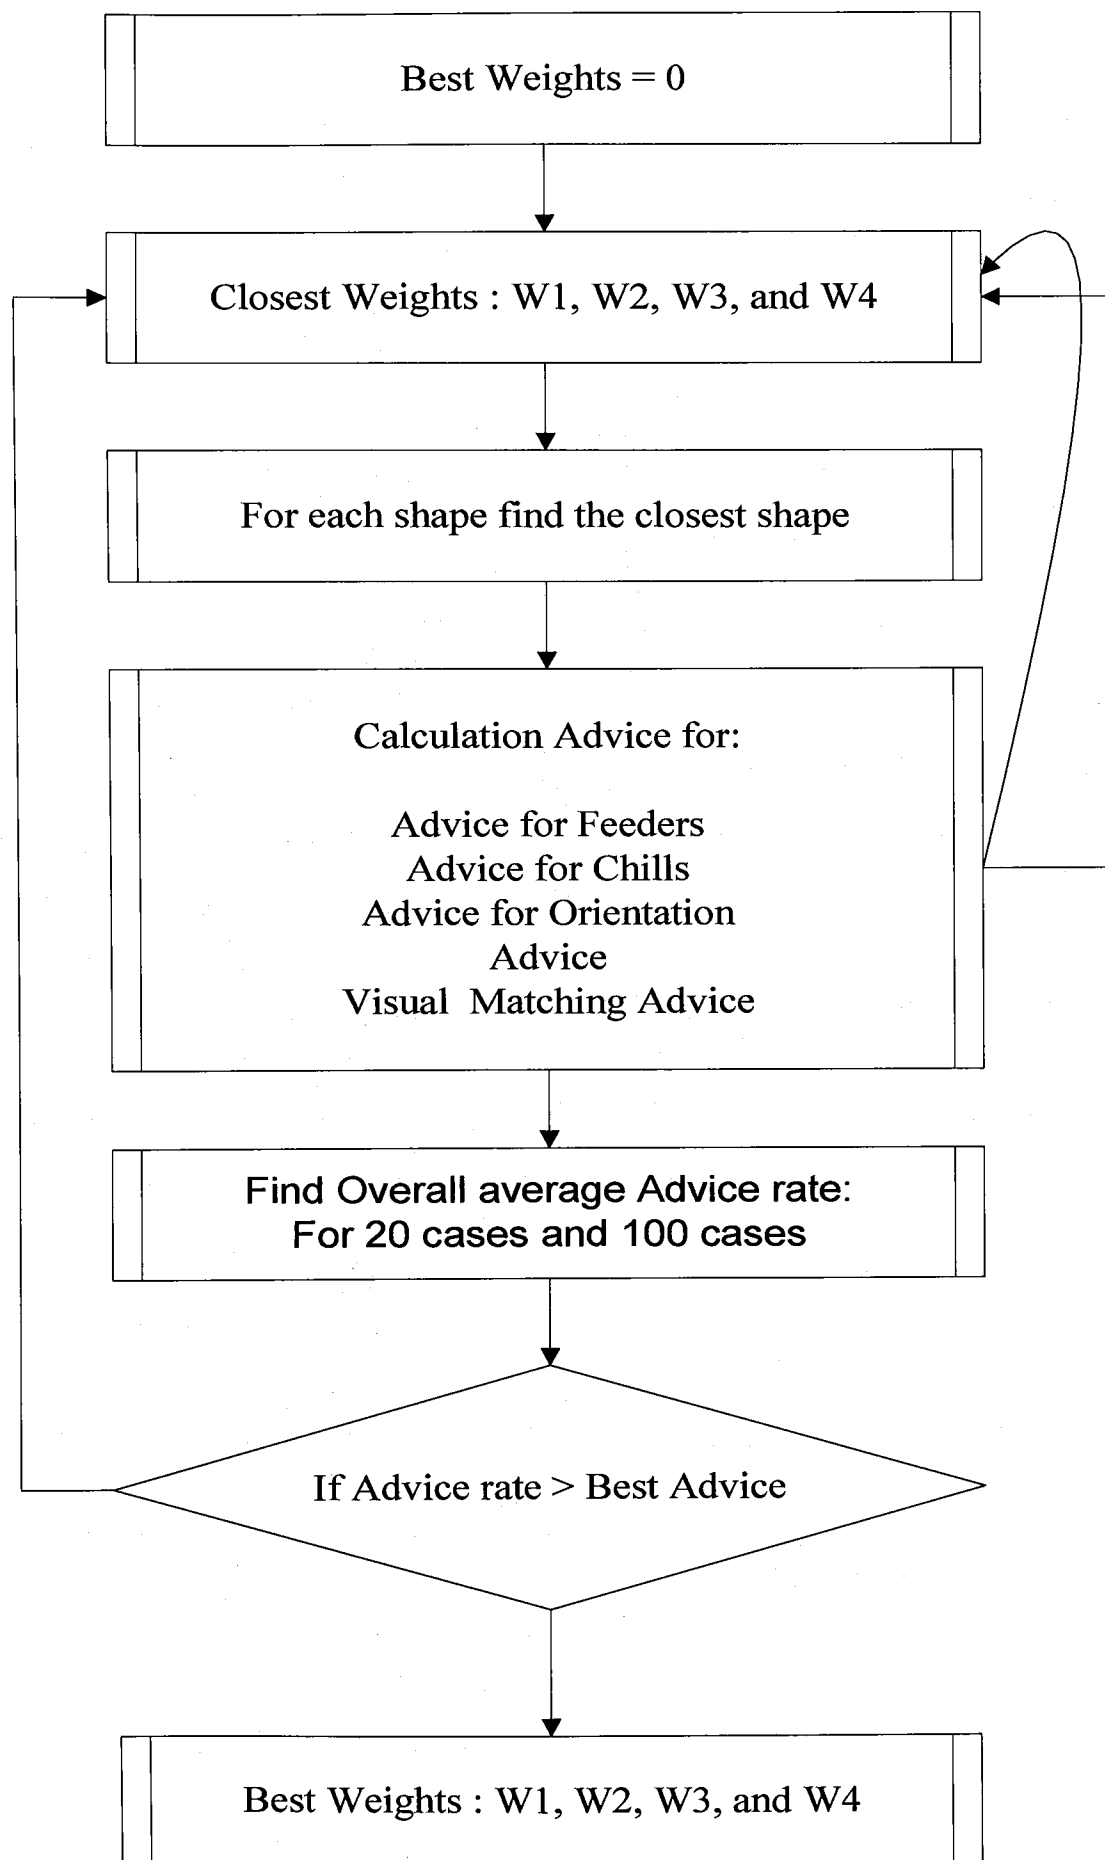 Best Weights = 0
Closest Weights : W1, W2, W3, and W4
For each shape find the closest shape
Calculation Advice for:
Advice for Feeders
Advice for Chills
Advice for Orientation
Advice
Visual Matching Advice
Find Overall average Advice rate:
For 20 cases and 100 cases
If Advice rate > Best Advice
Best Weights : W1, W2, W3, and W4